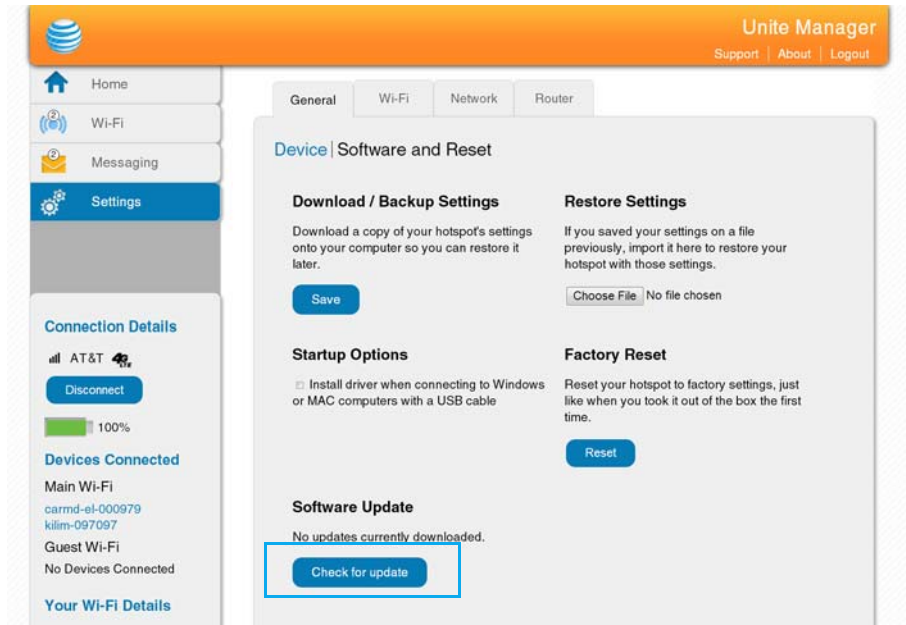 Unite Manager
Support | About | Logout
Home
2
Wi-Fi
2
Messaging
Settings
Connection Details
AT&T 4G LTE
Disconnect
100%
Devices Connected
Main Wi-Fi
carmd-el-000979
kilim-097097
Guest Wi-Fi
No Devices Connected
Your Wi-Fi Details
General
Wi-Fi
Network
Router
Device | Software and Reset
Download / Backup Settings
Download a copy of your hotspot's settings
onto your computer so you can restore it
later.
Save
Restore Settings
If you saved your settings on a file
previously, import it here to restore your
hotspot with those settings.
Choose File No file chosen
Startup Options
Install driver when connecting to Windows
or MAC computers with a USB cable
Factory Reset
Reset your hotspot to factory settings, just
like when you took it out of the box the first
time.
Reset
Software Update
No updates currently downloaded.
Check for update